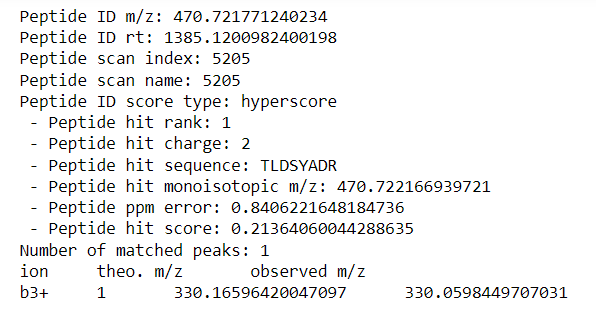 Peptide ID m/z: 470.721771240234
Peptide ID rt: 1385.1200982400198
Peptide scan index: 5205
Peptide scan name: 5205
Peptide ID score type: hyperscore
- Peptide hit rank: 1
- Peptide hit charge: 2
- Peptide hit sequence: TLDSYADR
- Peptide hit monoisotopic m/z: 470.722166939721
- Peptide ppm error: 0.8406221648184736
- Peptide hit score: 0.21364060044288635
Number of matched peaks: 1
ion theo. m/z observed m/z
b3+ 1 330.16596420047097 330.0598449707031